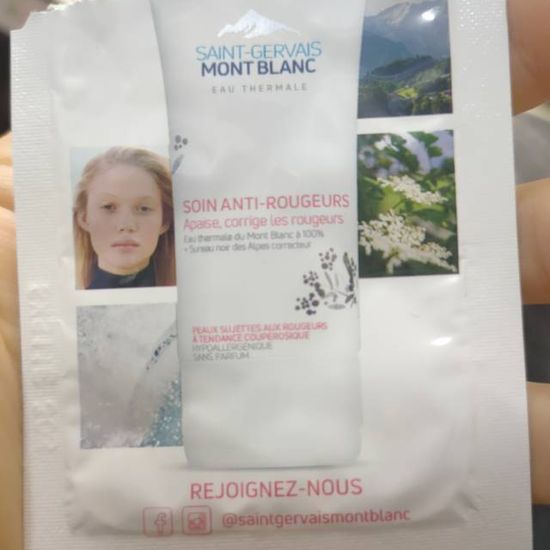 SAINT-GERVAIS
MONT BLANC
EAU THERMALE
SOIN ANTI-ROUGEURS
Apaise, corrige les rougeurs
Eau thermale du Mont Blanc à 100%
+ Sureau noir des Alpes correcteur
PEAUX SUJETTES AUX ROUGEURS
À TENDANCE COUPEROSIQUE
HYPOALLERGÉNIQUE
SANS PARFUM
REJOIGNEZ-NOUS
@saintgervaismontblanc